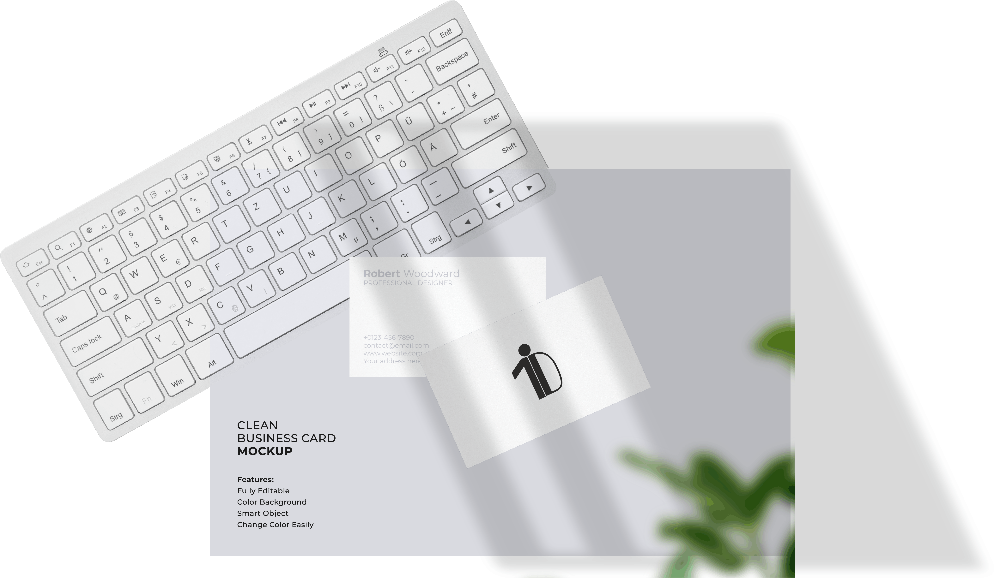 Esc F1 F2 F3 F4 F5 F6 F7 F8 F9 F10 F11 F12 Entf
° ^ ! 1 " 2 § 3 $ 4 % 5 & 6 / 7 { ( 8 [ ) 9 ] = 0 } ? ß \ Backspace
Tab Q @ W E € R T Z U I O P Ü * + ~ ' #
Caps lock A Android S Win D IOS F G H J K L Ö Ä Enter
Shift Y < X > C V B N M µ ; , : . — _ Shift
Strg Fn Win Alt Gr Strg
Robert Woodward
PROFESSIONAL DESIGNER
+0123-456-7890
contact@email.com
www.website.com
Your address here
CLEAN
BUSINESS CARD
MOCKUP
Features:
Fully Editable
Color Background
Smart Object
Change Color Easily